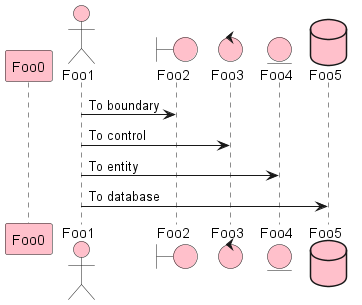 Foo0
Foo1 Foo2 Foo3 Foo4 Foo5
To boundary
To control
To entity
To database
Foo0
Foo1 Foo2 Foo3 Foo4 Foo5